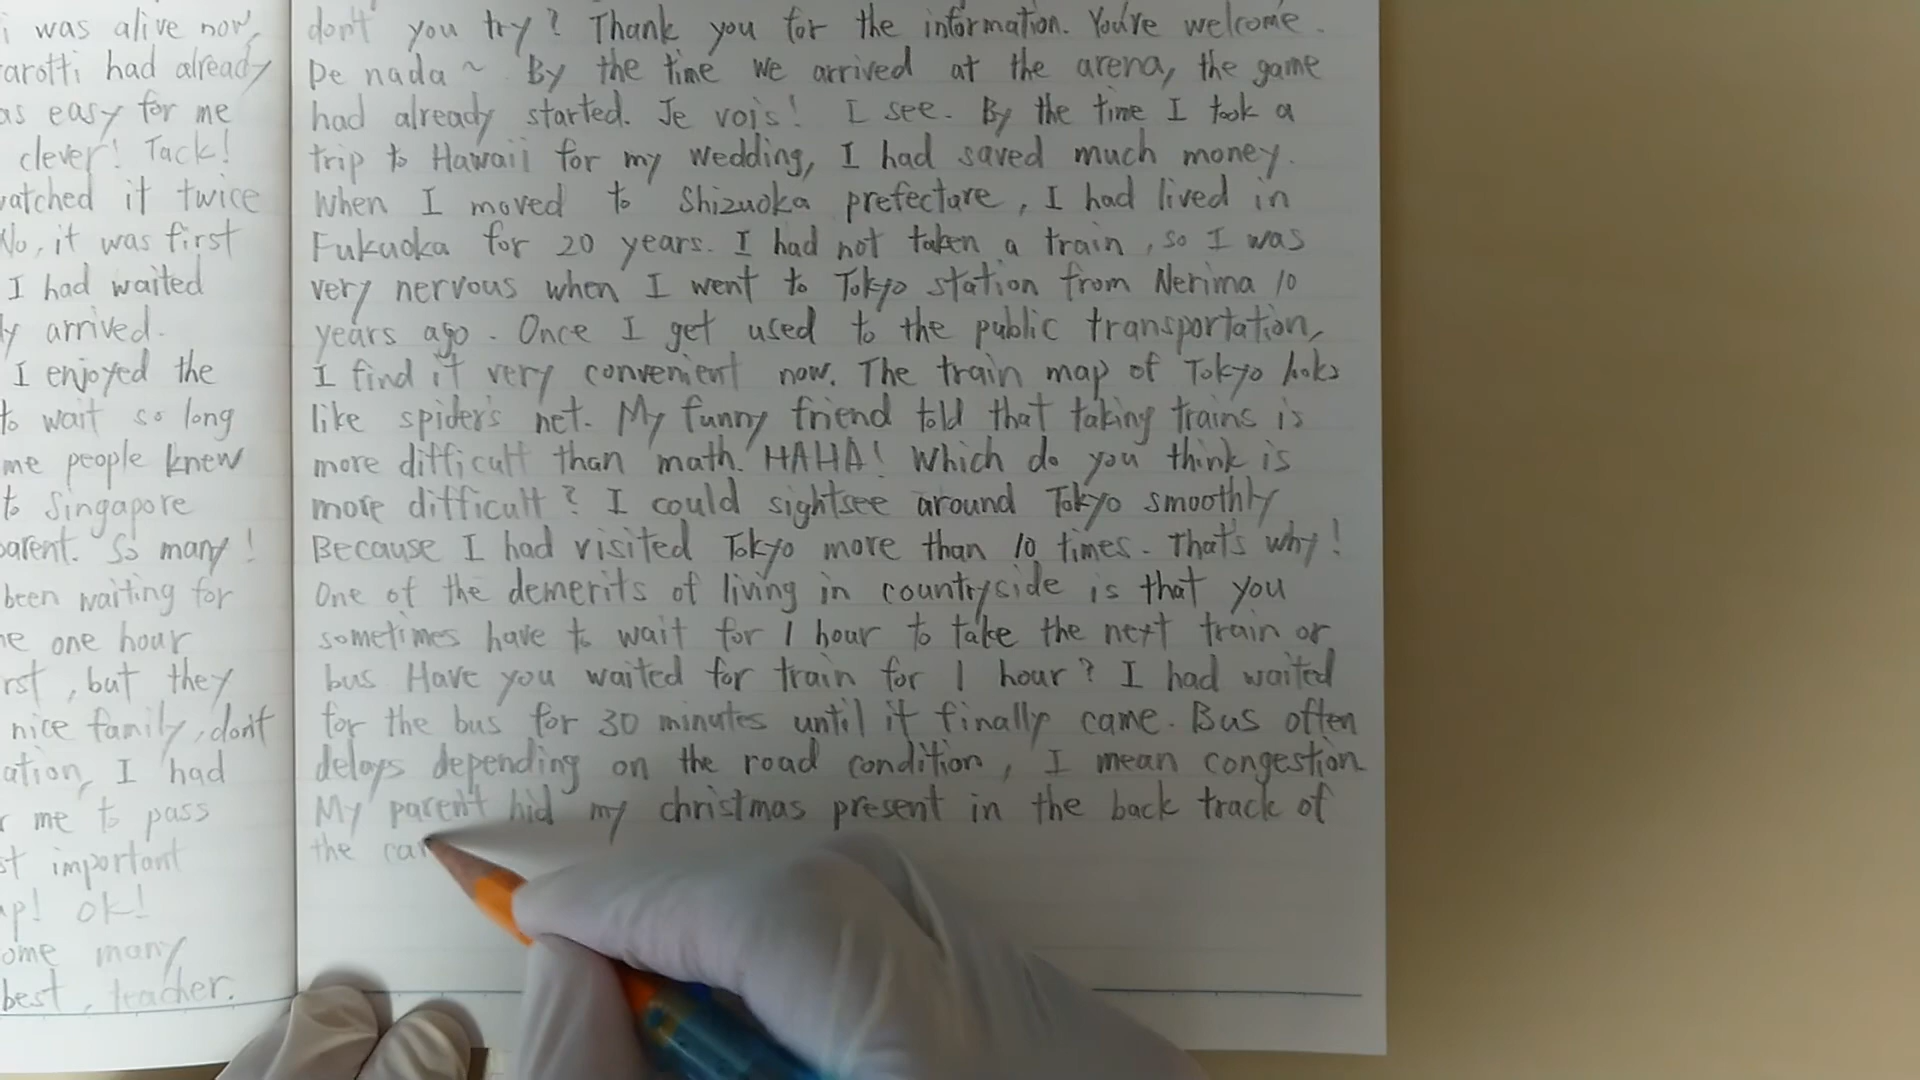 i was alive now,
arotti had already
as easy for me
clever! Tack!
watched it twice
No, it was first
I had waited
ly arrived.
I enjoyed the
to wait so long
me people knew
to Singapore
parent. So many!
been waiting for
ne one hour
rst, but they
nice family, don't
ation, I had
r me to pass
st important
up! Ok!
ome many
best, teacher.
don't you try? Thank you for the information. You're welcome.
De nada ~ By the time we arrived at the arena, the game
had already started. Je vois! I see. By the time I took a
trip to Hawaii for my wedding, I had saved much money.
When I moved to Shizuoka prefecture, I had lived in
Fukuoka for 20 years. I had not taken a train, so I was
very nervous when I went to Tokyo station from Nerima 10
years ago. Once I get used to the public transportation,
I find it very convenient now. The train map of Tokyo looks
like spider's net. My funny friend told that taking trains is
more difficult than math. HAHA! Which do you think is
more difficult? I could sightsee around Tokyo smoothly
Because I had visited Tokyo more than 10 times. That's why!
One of the demerits of living in countryside is that you
sometimes have to wait for 1 hour to take the next train or
bus Have you waited for train for 1 hour? I had waited
for the bus for 30 minutes until it finally came. Bus often
delays depending on the road condition, I mean congestion
My parent hid my christmas present in the back track of
the car